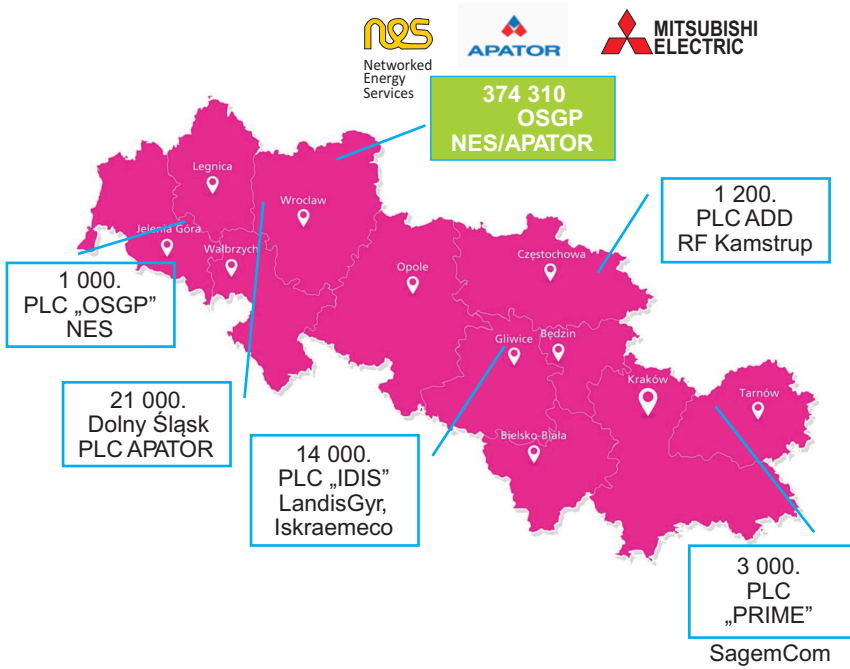 nes
Networked
Energy
Services
APATOR
MITSUBISHI
ELECTRIC
374 310
OSGP
NES/APATOR
Legnica
Wrocław
Jelenia Góra
Wałbrzych
Opole
Częstochowa
Gliwice
Będzin
Kraków
Tarnów
Bielsko-Biała
1 200.
PLC ADD
RF Kamstrup
1 000.
PLC „OSGP”
NES
21 000.
Dolny Śląsk
PLC APATOR
14 000.
PLC „IDIS”
LandisGyr,
Iskraemeco
3 000.
PLC
„PRIME”
SagemCom